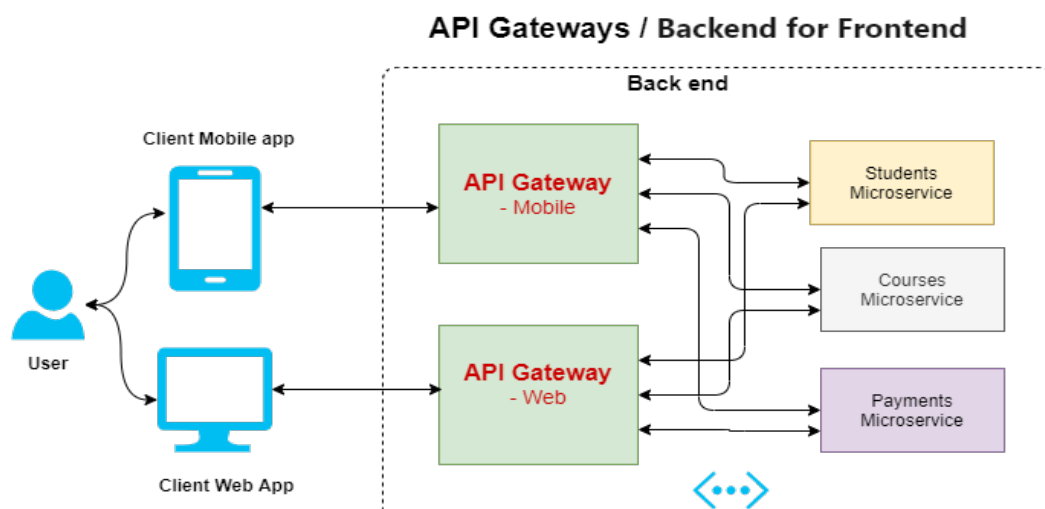 API Gateways / Backend for Frontend
Back end
Client Mobile app
API Gateway
- Mobile
Students
Microservice
Courses
Microservice
User
API Gateway
- Web
Payments
Microservice
Client Web App